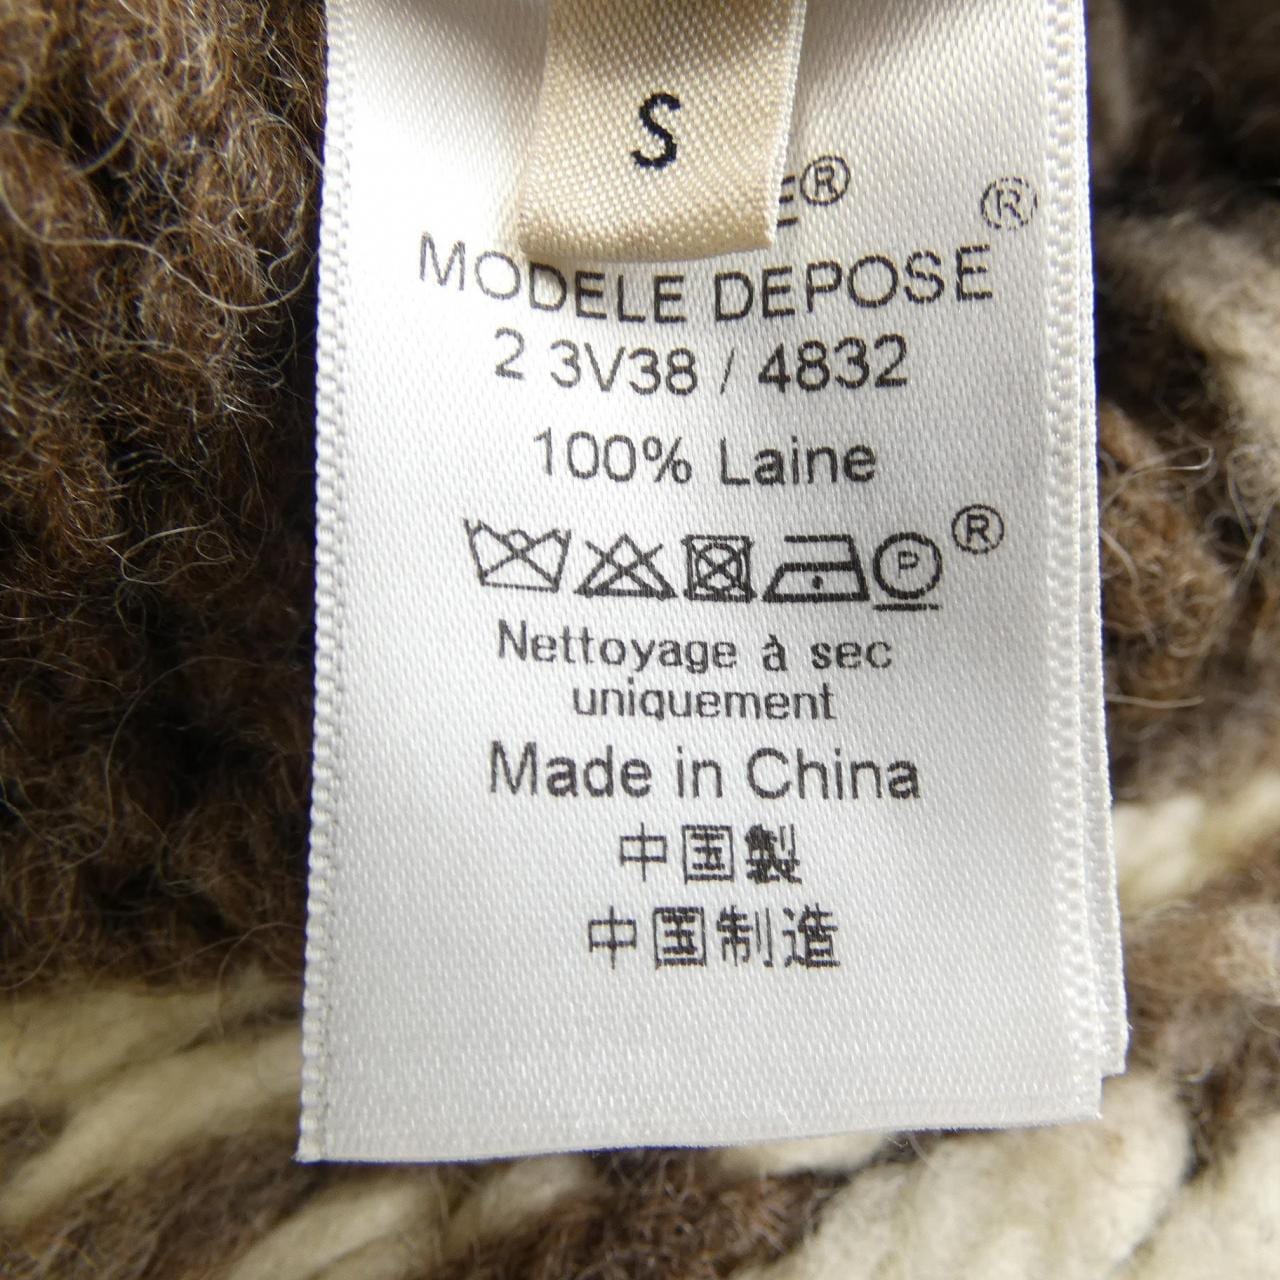 S
E®
MODELE DEPOSE ®
2 3V38 / 4832
100% Laine
P ®
Nettoyage à sec
uniquement
Made in China
中国製
中国制造